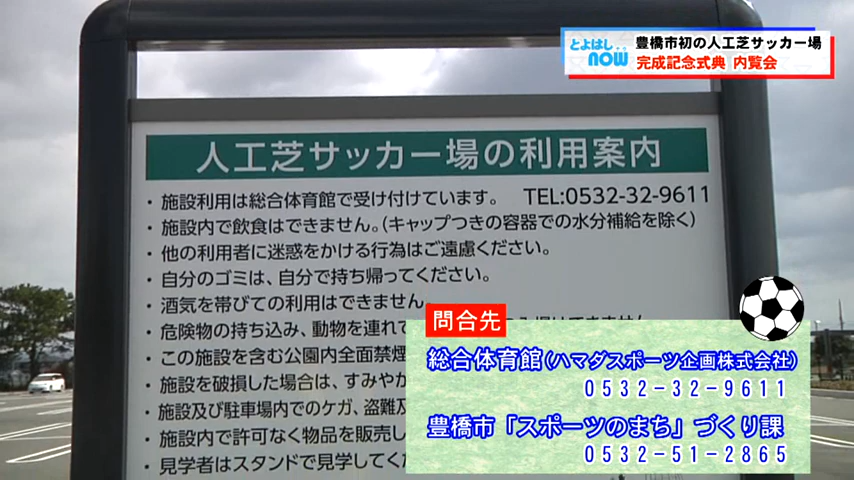 とよはし
NOW
豊橋市初の人工芝サッカー場
完成記念式典 内覧会
人工芝サッカー場の利用案内
・施設利用は総合体育館で受け付けています。 TEL:0532-32-9611
・施設内で飲食はできません。(キャップつきの容器での水分補給を除く)
・他の利用者に迷惑をかける行為はご遠慮ください。
・自分のゴミは、自分で持ち帰ってください。
・酒気を帯びての利用はできません。
・危険物の持ち込み、動物を連れて
・この施設を含む公園内全面禁煙
・施設を破損した場合は、すみやか
・施設及び駐車場内でのケガ、盗難
・施設内で許可なく物品を販売し
・見学者はスタンドで見学してく
問合先
総合体育館(ハマダスポーツ企画株式会社)
0532-32-9611
豊橋市「スポーツのまち」づくり課
0532-51-2865